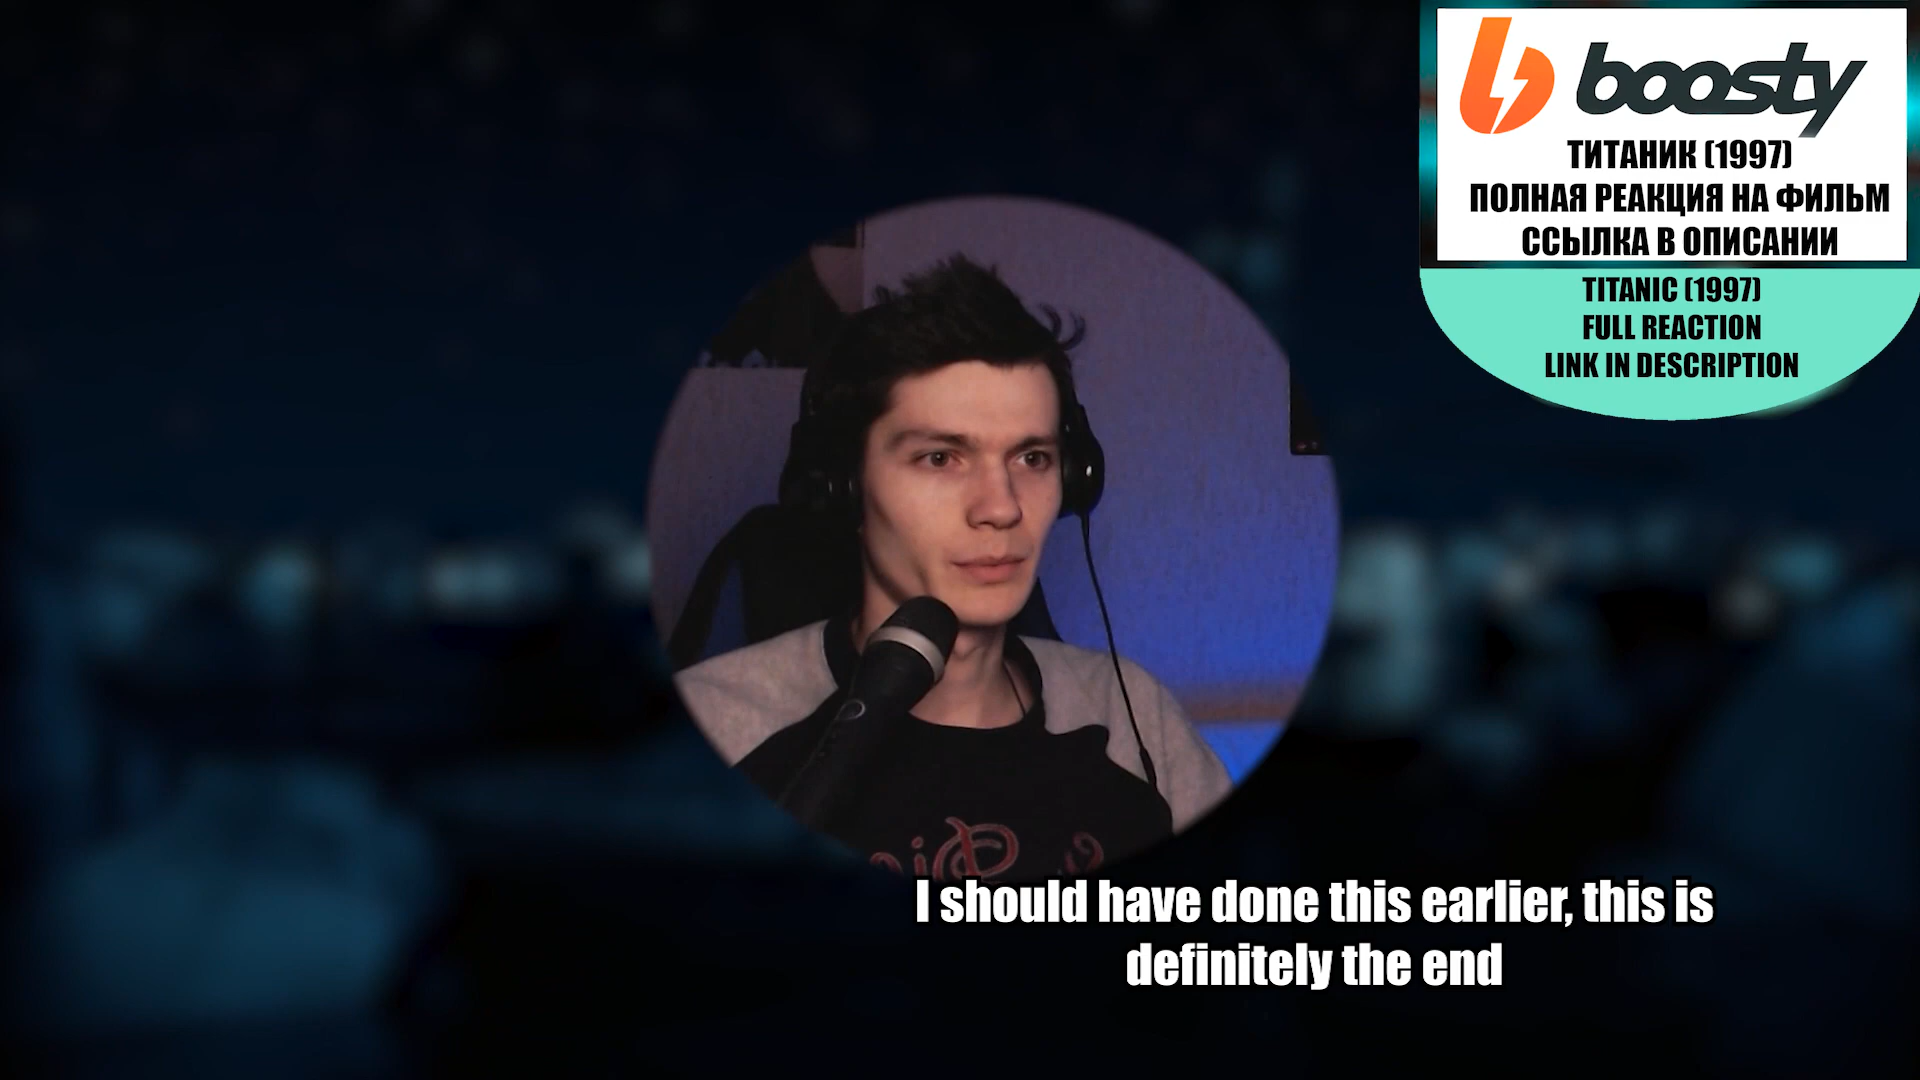 boosty
ТИТАНИК (1997)
ПОЛНАЯ РЕАКЦИЯ НА ФИЛЬМ
ССЫЛКА В ОПИСАНИИ
TITANIC (1997)
FULL REACTION
LINK IN DESCRIPTION
I should have done this earlier, this is
definitely the end